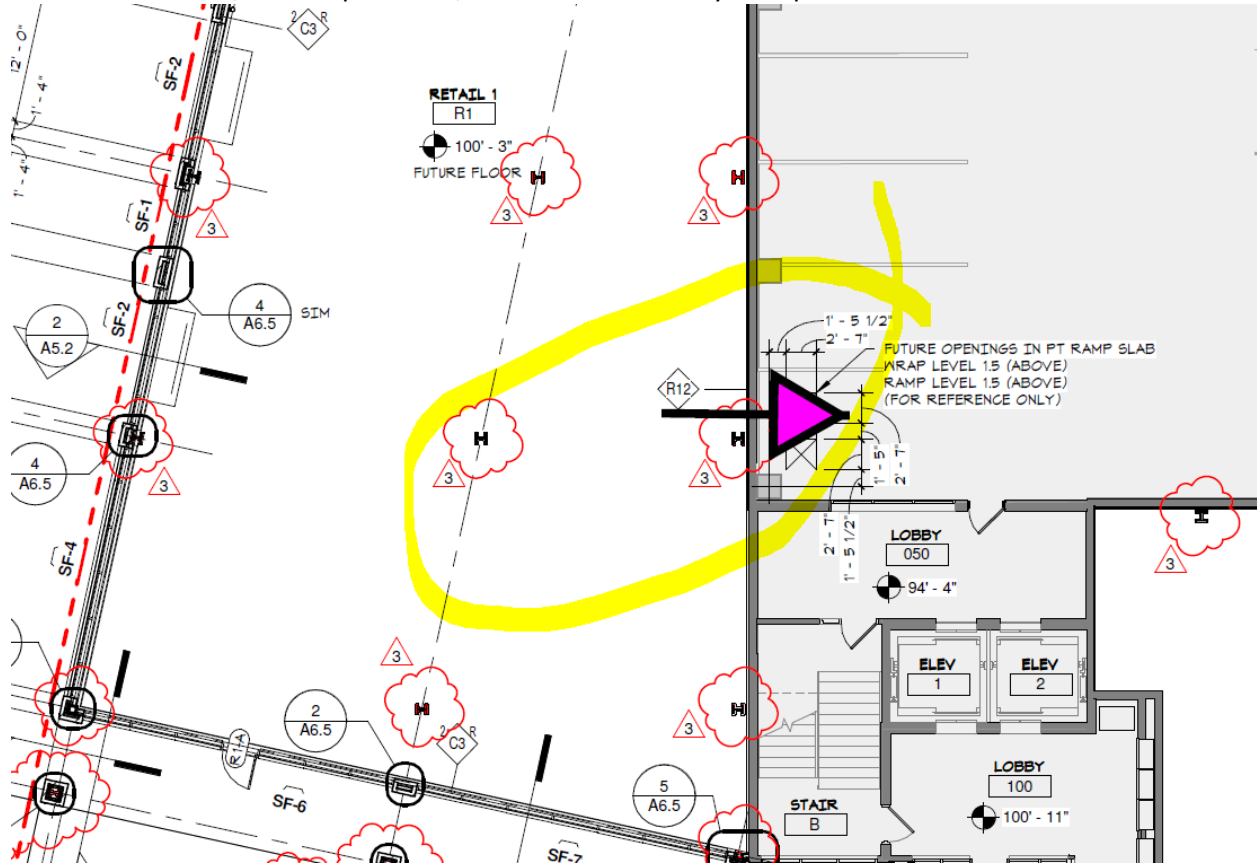 2 R
C3
12' - 0"
SF-2
1' - 4"
1' - 4"
RETAIL 1
R1
100' - 3"
FUTURE FLOOR
3
3
3
SF-1
4
A6.5
SIM
SF-2
2
A5.2
1' - 5 1/2"
2' - 7"
FUTURE OPENINGS IN PT RAMP SLAB
WRAP LEVEL 1.5 (ABOVE)
RAMP LEVEL 1.5 (ABOVE)
(FOR REFERENCE ONLY)
R12
4
A6.5
3
3
3
1' - 5"
2' - 7"
2' - 7"
1' - 5 1/2"
LOBBY
050
94' - 4"
3
SF-4
3
ELEV
1
ELEV
2
2
A6.5
2 R
C3
3
R1-A
SF-6
5
A6.5
LOBBY
100
100' - 11"
STAIR
B
SF-7